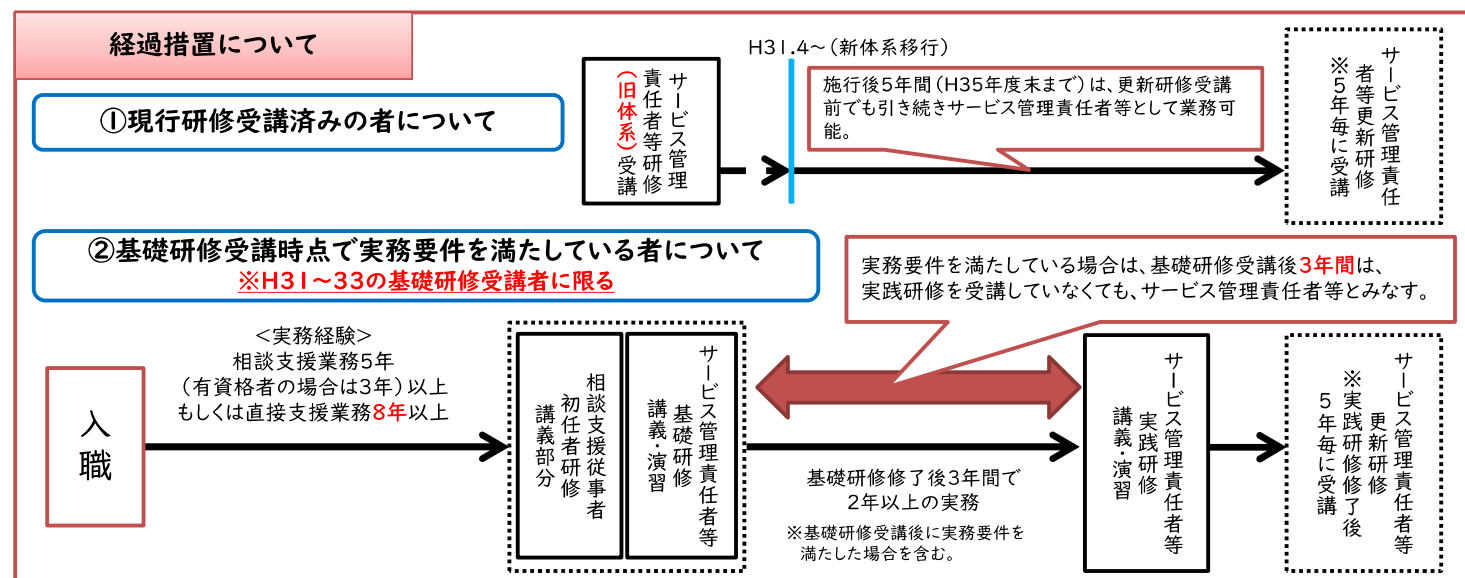 経過措置について
H31.4～（新体系移行）
①現行研修受講済みの者について
サービス管理
責任者等研修
（旧体系）受講
施行後5年間（H35年度末まで）は、更新研修受講
前でも引き続きサービス管理責任者等として業務可
能。
サービス管理責任
者等更新研修
※5年毎に受講
②基礎研修受講時点で実務要件を満たしている者について
※H31～33の基礎研修受講者に限る
実務要件を満たしている場合は、基礎研修受講後3年間は、
実践研修を受講していなくても、サービス管理責任者等とみなす。
入職
＜実務経験＞
相談支援業務5年
（有資格者の場合は3年）以上
もしくは直接支援業務8年以上
相談支援従事者
初任者研修
講義部分
サービス管理責任者等
基礎研修
講義・演習
基礎研修修了後3年間で
2年以上の実務
※基礎研修受講後に実務要件を
満たした場合を含む。
サービス管理責任者等
実践研修
講義・演習
サービス管理責任者等
更新研修
※実践研修修了後
5年毎に受講